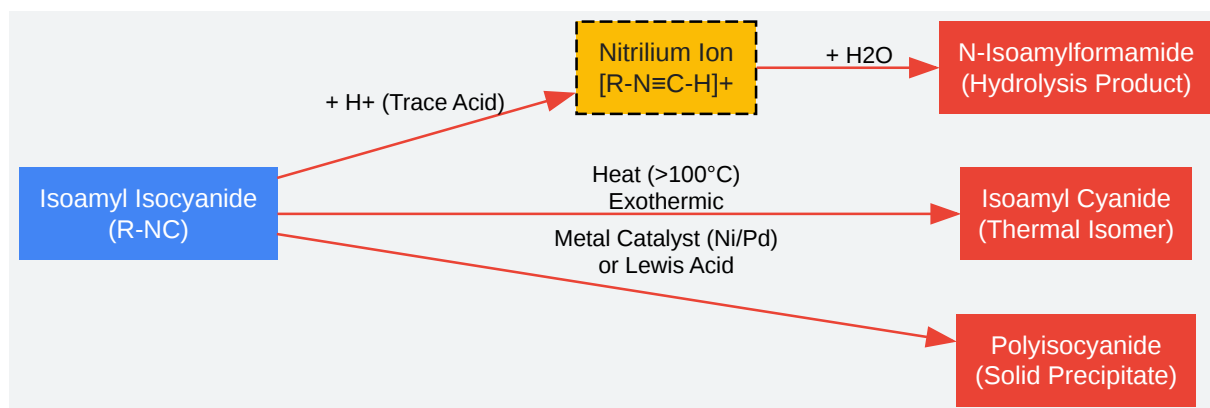 Nitrilium Ion
[R-N≡C-H]+
+ H2O
N-Isoamylformamide
(Hydrolysis Product)
+ H+ (Trace Acid)
Isoamyl Isocyanide
(R-NC)
Heat (>100°C)
Exothermic
Isoamyl Cyanide
(Thermal Isomer)
Metal Catalyst (Ni/Pd)
or Lewis Acid
Polyisocyanide
(Solid Precipitate)